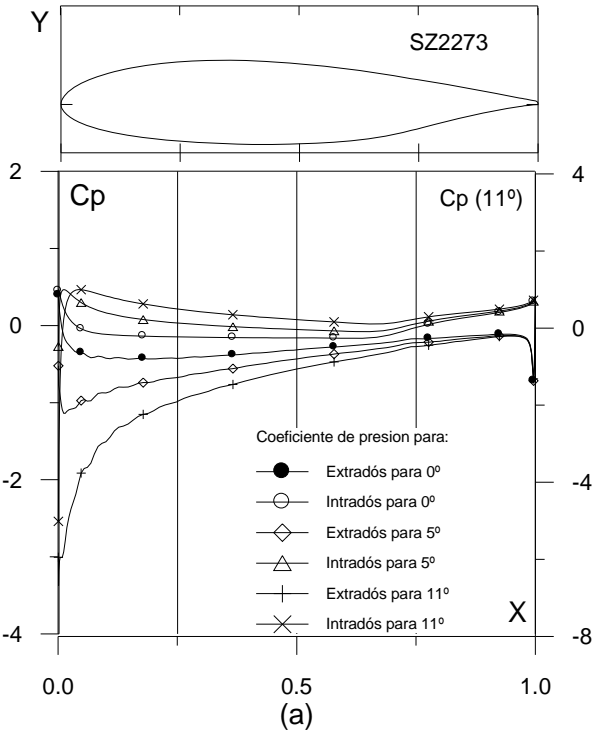 Y
SZ2273
2
Cp
Cp (11º)
4
0
0
Coeficiente de presion para:
Extradós para 0º
Intradós para 0º
Extradós para 5º
Intradós para 5º
Extradós para 11º
Intradós para 11º
-2
-4
X
-4
-8
0.0
0.5
1.0
(a)